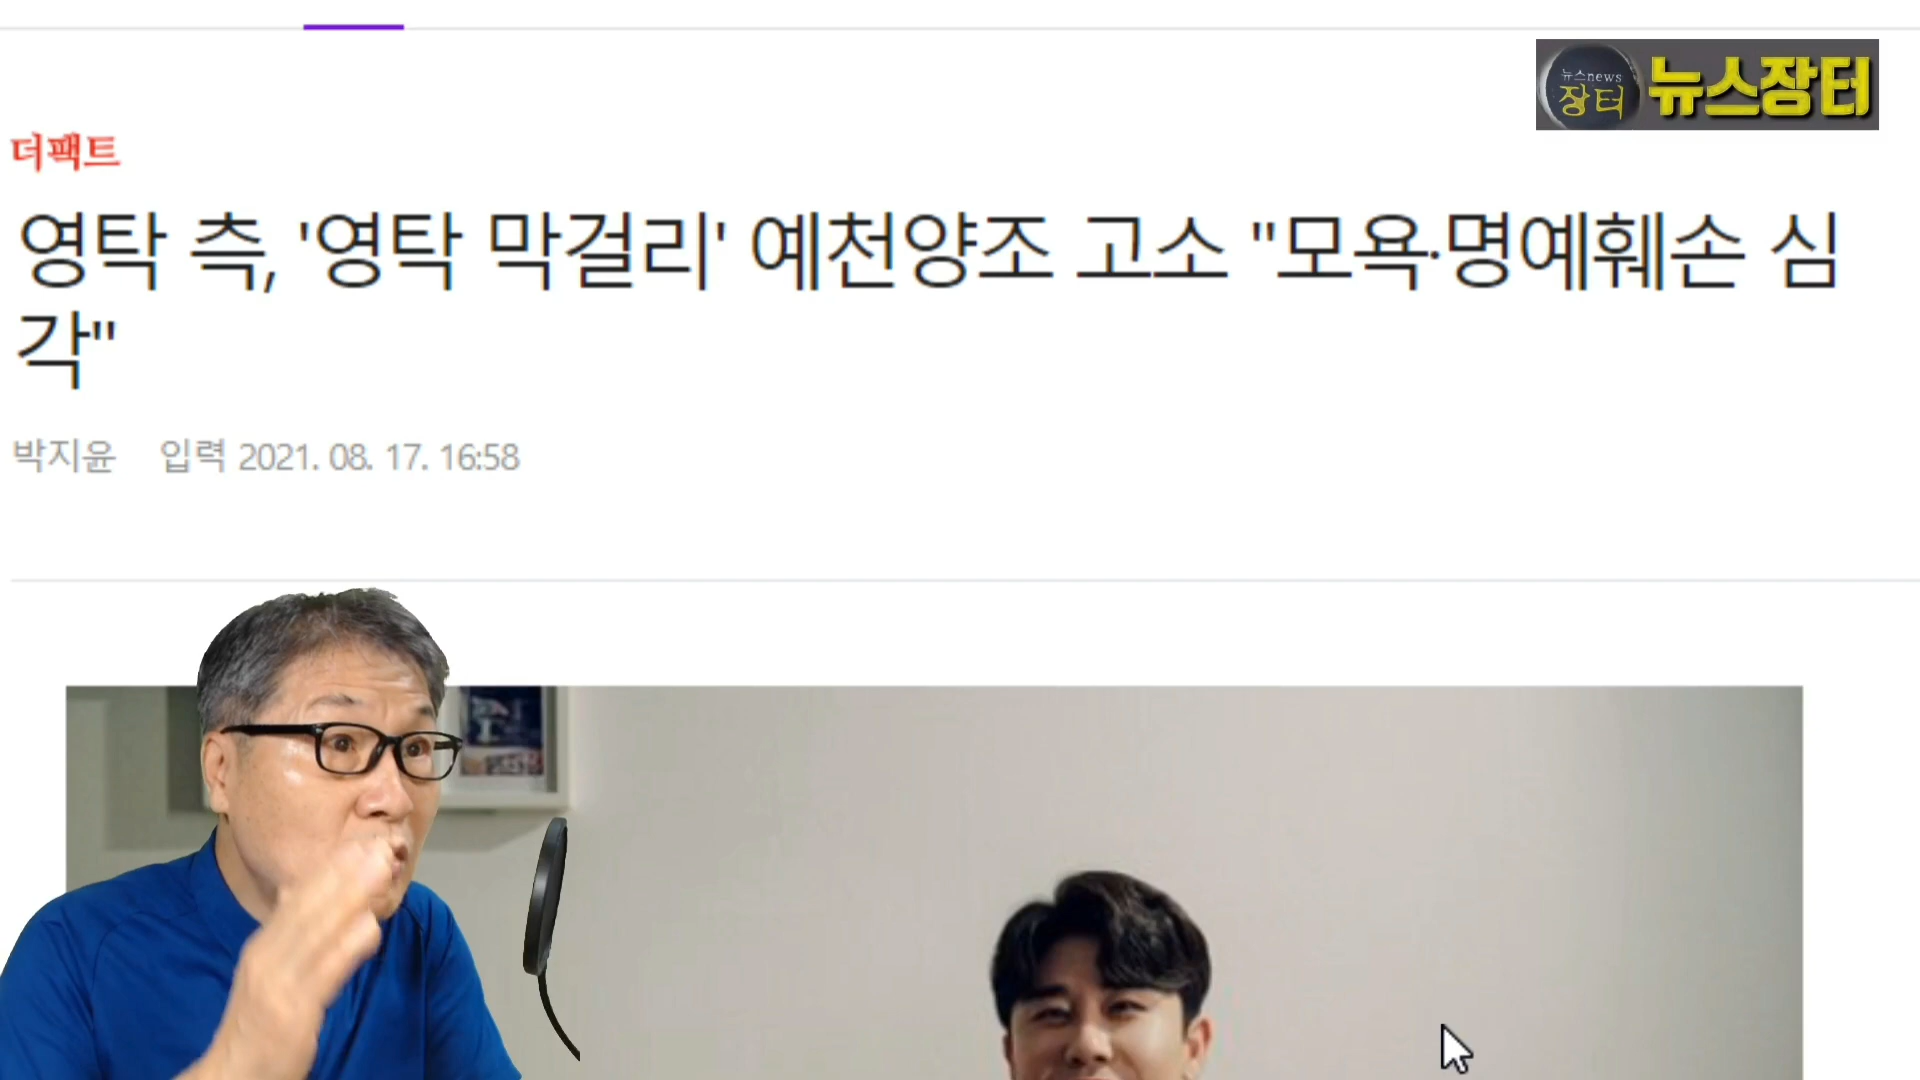 뉴스news
장터
뉴스장터
더팩트
영탁 측, '영탁 막걸리' 예천양조 고소 "모욕·명예훼손 심
각"
박지윤 입력 2021. 08. 17. 16:58